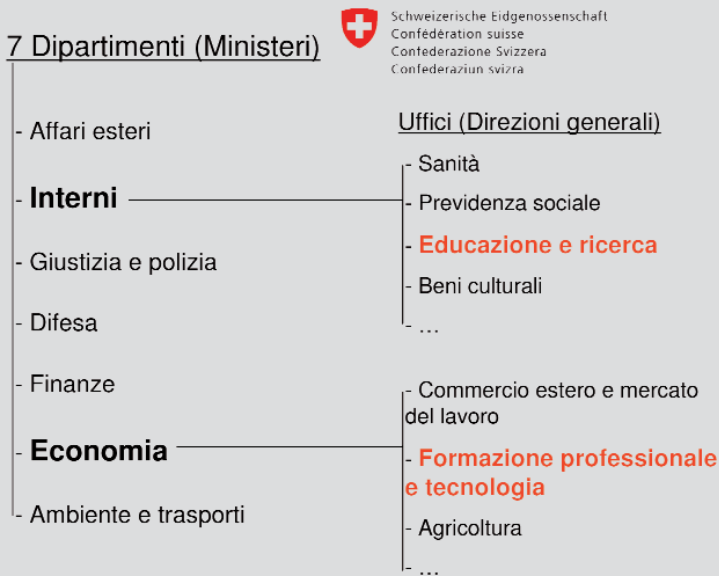 7 Dipartimenti (Ministeri)
Schweizerische Eidgenossenschaft
Confédération suisse
Confederazione Svizzera
Confederaziun svizra
- Affari esteri
- Interni
- Giustizia e polizia
- Difesa
- Finanze
- Economia
- Ambiente e trasporti
Uffici (Direzioni generali)
- Sanità
- Previdenza sociale
- Educazione e ricerca
- Beni culturali
- ...
- Commercio estero e mercato
del lavoro
- Formazione professionale
e tecnologia
- Agricoltura
- ...